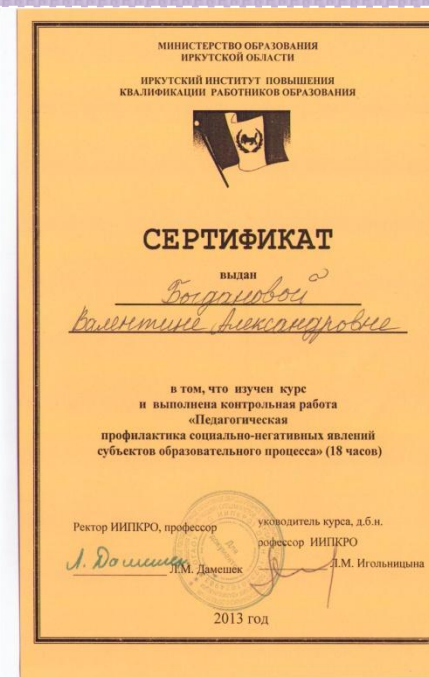 МИНИСТЕРСТВО ОБРАЗОВАНИЯ
ИРКУТСКОЙ ОБЛАСТИ
ИРКУТСКИЙ ИНСТИТУТ ПОВЫШЕНИЯ
КВАЛИФИКАЦИИ РАБОТНИКОВ ОБРАЗОВАНИЯ
СЕРТИФИКАТ
выдан
Богдановой
Валентине Александровне
в том, что изучен курс
и выполнена контрольная работа
«Педагогическая
профилактика социально-негативных явлений
субъектов образовательного процесса» (18 часов)
Ректор ИИПКРО, профессор
уководитель курса, д.б.н.
рофессор ИИПКРО
Л. Дамешек
Л.М. Дамешек
Л.М. Игольницына
2013 год